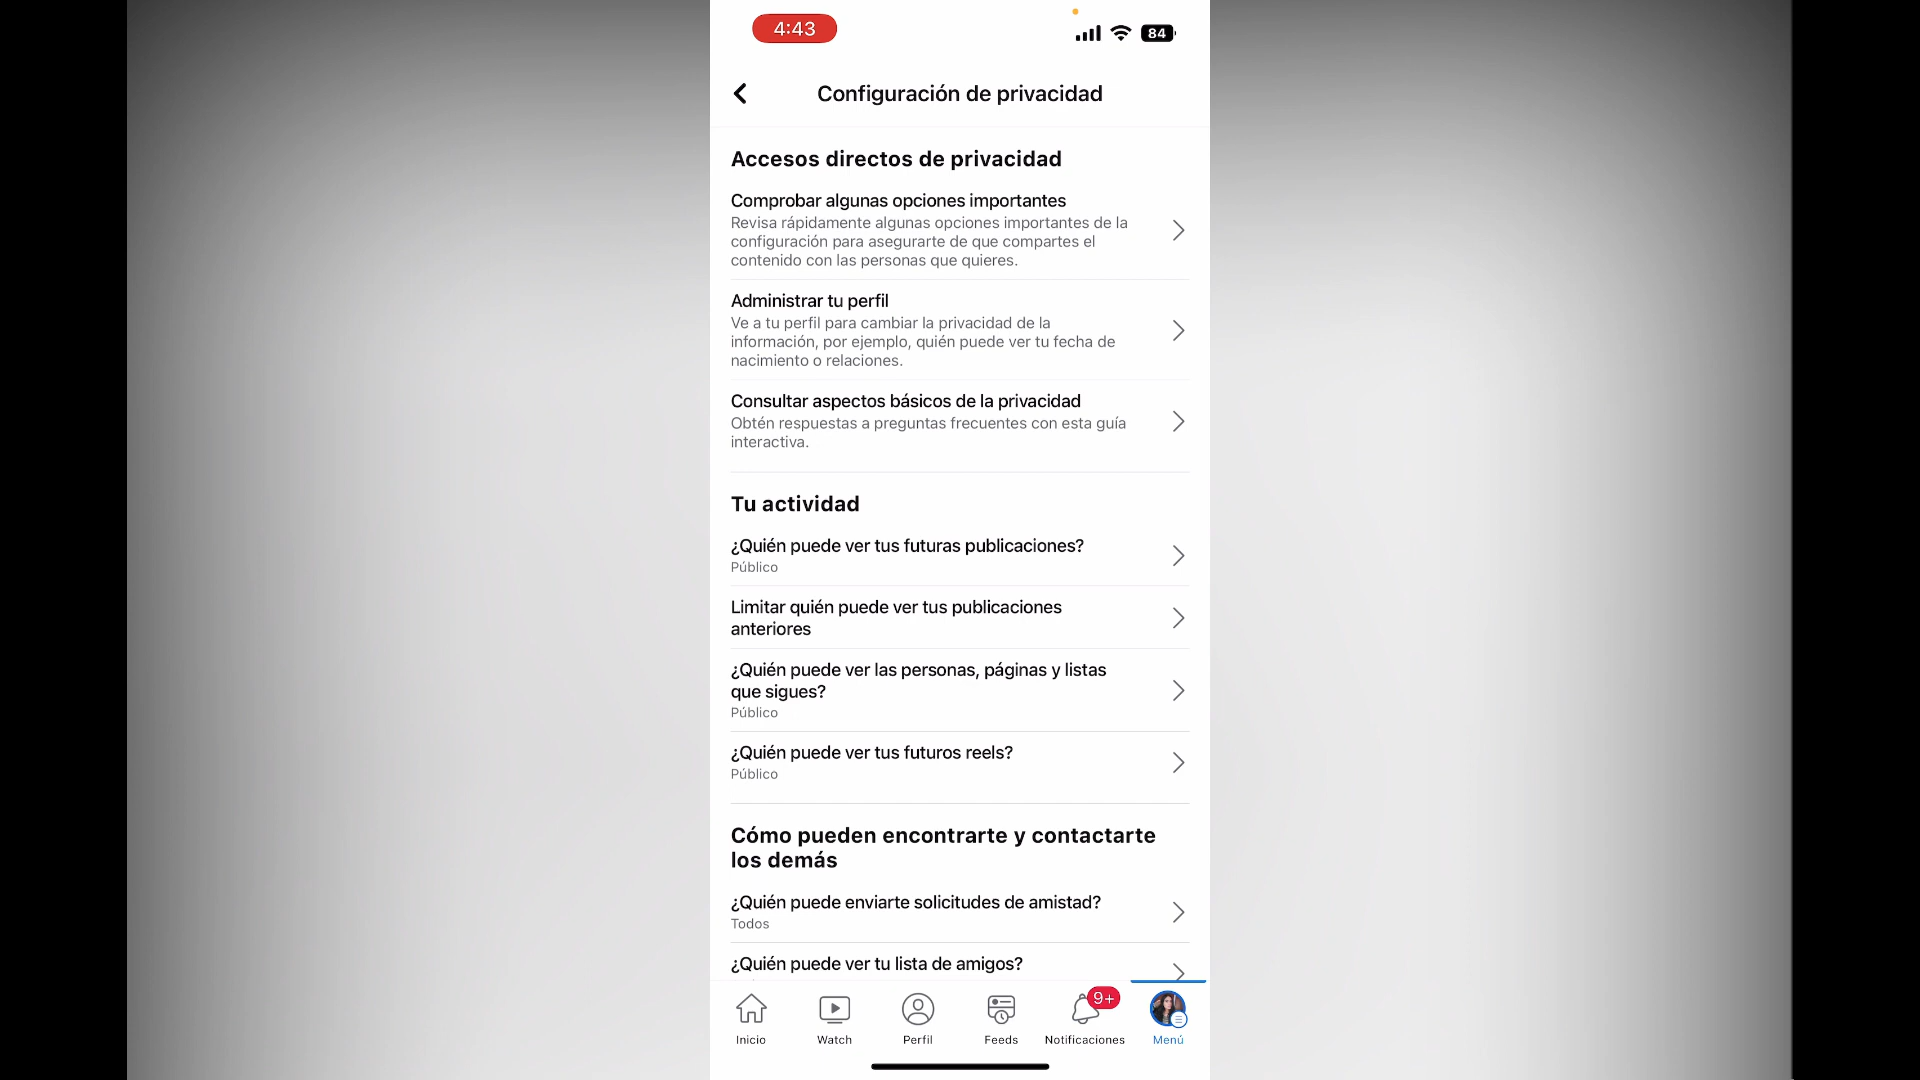 4:43
84
Configuración de privacidad
Accesos directos de privacidad
Comprobar algunas opciones importantes
Revisa rápidamente algunas opciones importantes de la
configuración para asegurarte de que compartes el
contenido con las personas que quieres.
Administrar tu perfil
Ve a tu perfil para cambiar la privacidad de la
información, por ejemplo, quién puede ver tu fecha de
nacimiento o relaciones.
Consultar aspectos básicos de la privacidad
Obtén respuestas a preguntas frecuentes con esta guía
interactiva.
Tu actividad
¿Quién puede ver tus futuras publicaciones?
Público
Limitar quién puede ver tus publicaciones
anteriores
¿Quién puede ver las personas, páginas y listas
que sigues?
Público
¿Quién puede ver tus futuros reels?
Público
Cómo pueden encontrarte y contactarte
los demás
¿Quién puede enviarte solicitudes de amistad?
Todos
¿Quién puede ver tu lista de amigos?
9+
Inicio
Watch
Perfil
Feeds
Notificaciones
Menú